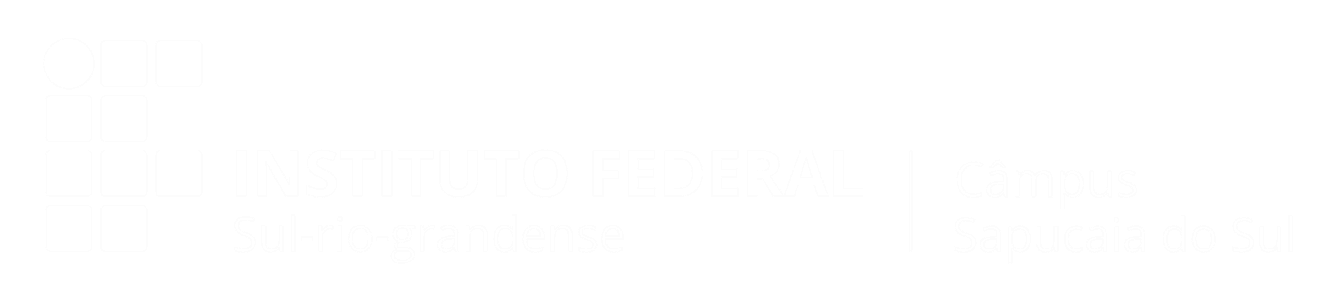 INSTITUTO FEDERAL
Sul-rio-grandense
Câmpus
Sapucaia do Sul